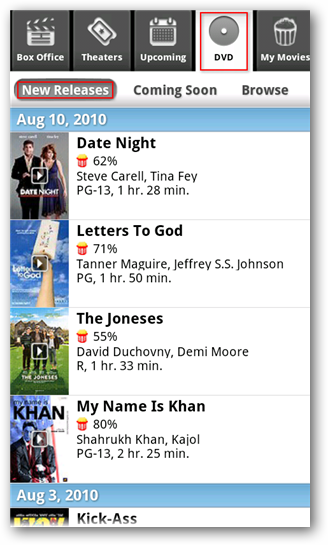 Box Office
Theaters
Upcoming
DVD
My Movies
New Releases
Coming Soon
Browse
Aug 10, 2010
DATE NIGHT
Date Night
62%
Steve Carell, Tina Fey
PG-13, 1 hr. 28 min.
Letters to God
Letters To God
71%
Tanner Maguire, Jeffrey S.S. Johnson
PG, 1 hr. 50 min.
THE JONESES
The Joneses
55%
David Duchovny, Demi Moore
R, 1 hr. 33 min.
my name is
KHAN
My Name Is Khan
80%
Shahrukh Khan, Kajol
PG-13, 2 hr. 25 min.
Aug 3, 2010
Kick-Ass